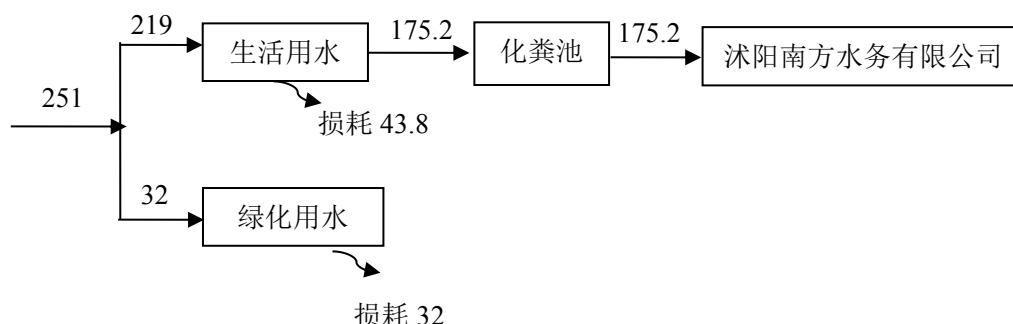 219
生活用水
175.2
化粪池
175.2
沭阳南方水务有限公司
251
损耗 43.8
32
绿化用水
损耗 32